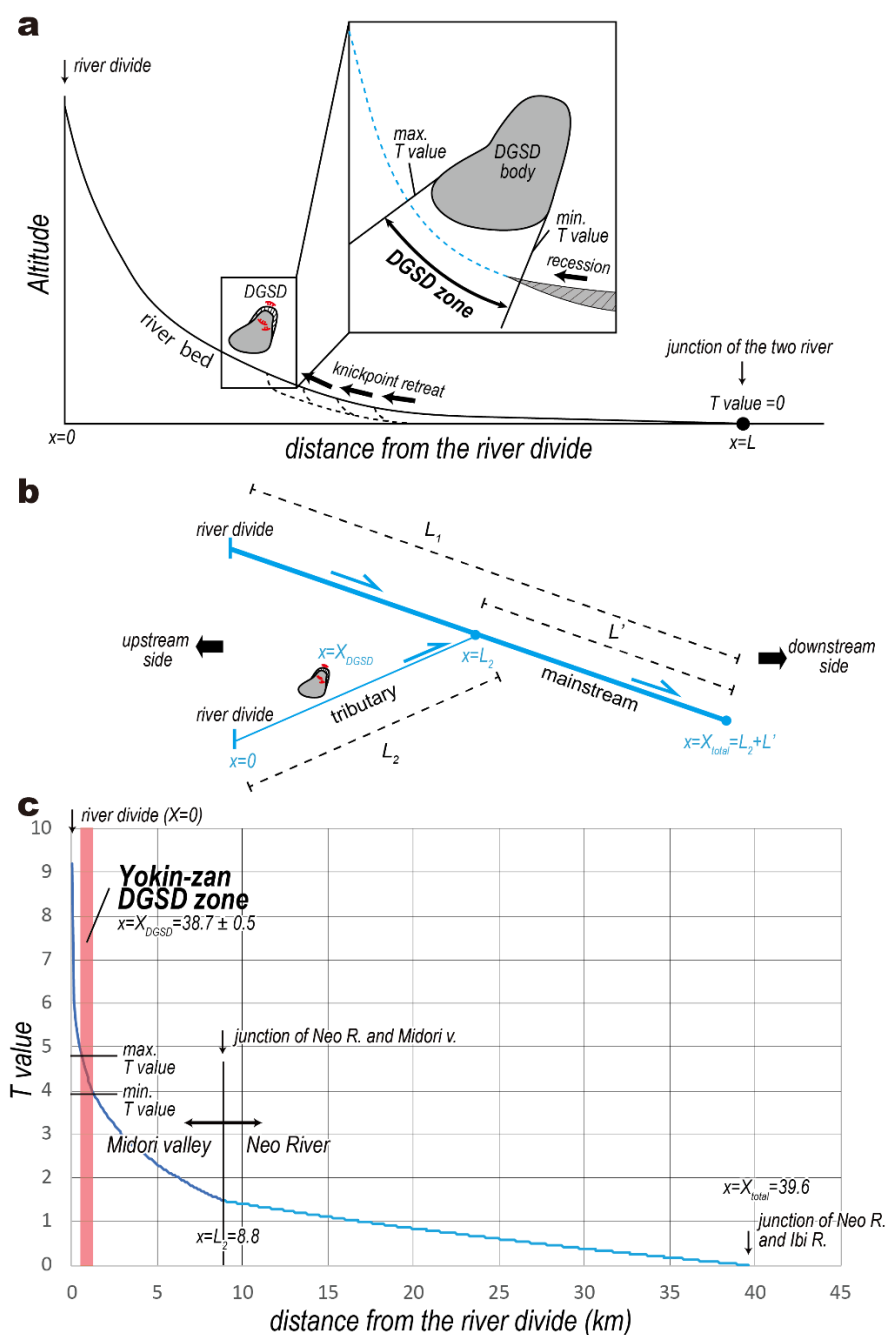 a
river divide
Altitude
max.
T value
DGSD
body
min.
T value
recession
DGSD zone
DGSD
river bed
knickpoint retreat
junction of the two river
T value =0
x=0
distance from the river divide
x=L
b
river divide
L1
L'
upstream
side
downstream
side
x=XDGSD
x=L2
mainstream
tributary
river divide
x=0
L2
x=Xtotal=L2+L'
c
river divide (X=0)
10
9
8
7
6
5
4
3
2
1
0
T value
Yokin-zan
DGSD zone
x=XDGSD=38.7 ± 0.5
junction of Neo R. and Midori v.
max.
T value
min.
T value
Midori valley
Neo River
x=Xtotal=39.6
junction of Neo R.
and Ibi R.
x=L2=8.8
0
5
10
15
20
25
30
35
40
45
distance from the river divide (km)